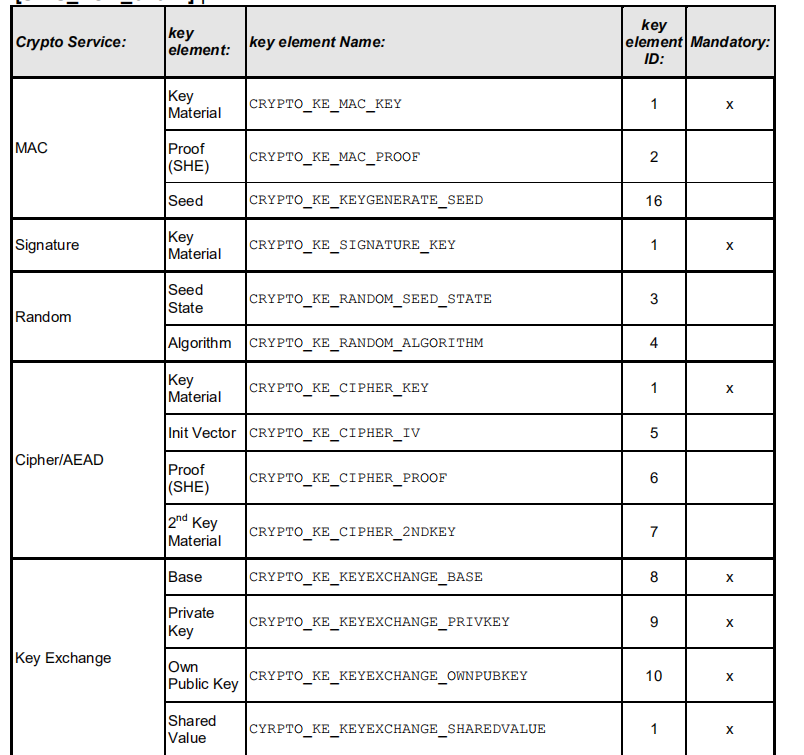 Crypto Service:
key
element:
key element Name:
key
element
ID:
Mandatory:
MAC
Key
Material
CRYPTO_KE_MAC_KEY
1
x
Proof
(SHE)
CRYPTO_KE_MAC_PROOF
2
Seed
CRYPTO_KE_KEYGENERATE_SEED
16
Signature
Key
Material
CRYPTO_KE_SIGNATURE_KEY
1
x
Random
Seed
State
CRYPTO_KE_RANDOM_SEED_STATE
3
Algorithm
CRYPTO_KE_RANDOM_ALGORITHM
4
Cipher/AEAD
Key
Material
CRYPTO_KE_CIPHER_KEY
1
x
Init Vector
CRYPTO_KE_CIPHER_IV
5
Proof
(SHE)
CRYPTO_KE_CIPHER_PROOF
6
2nd Key
Material
CRYPTO_KE_CIPHER_2NDKEY
7
Key Exchange
Base
CRYPTO_KE_KEYEXCHANGE_BASE
8
x
Private
Key
CRYPTO_KE_KEYEXCHANGE_PRIVKEY
9
x
Own
Public Key
CRYPTO_KE_KEYEXCHANGE_OWNPUBKEY
10
x
Shared
Value
CYRPTO_KE_KEYEXCHANGE_SHAREDVALUE
1
x